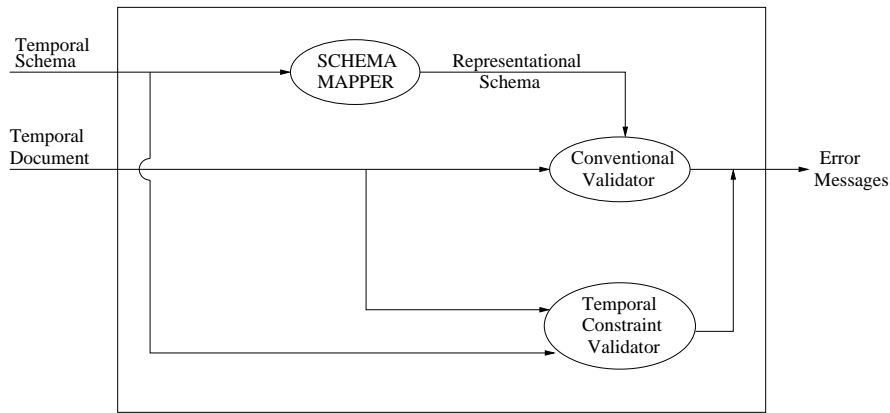 Temporal
Schema
SCHEMA
MAPPER
Representational
Schema
Temporal
Document
Conventional
Validator
Error
Messages
Temporal
Constraint
Validator